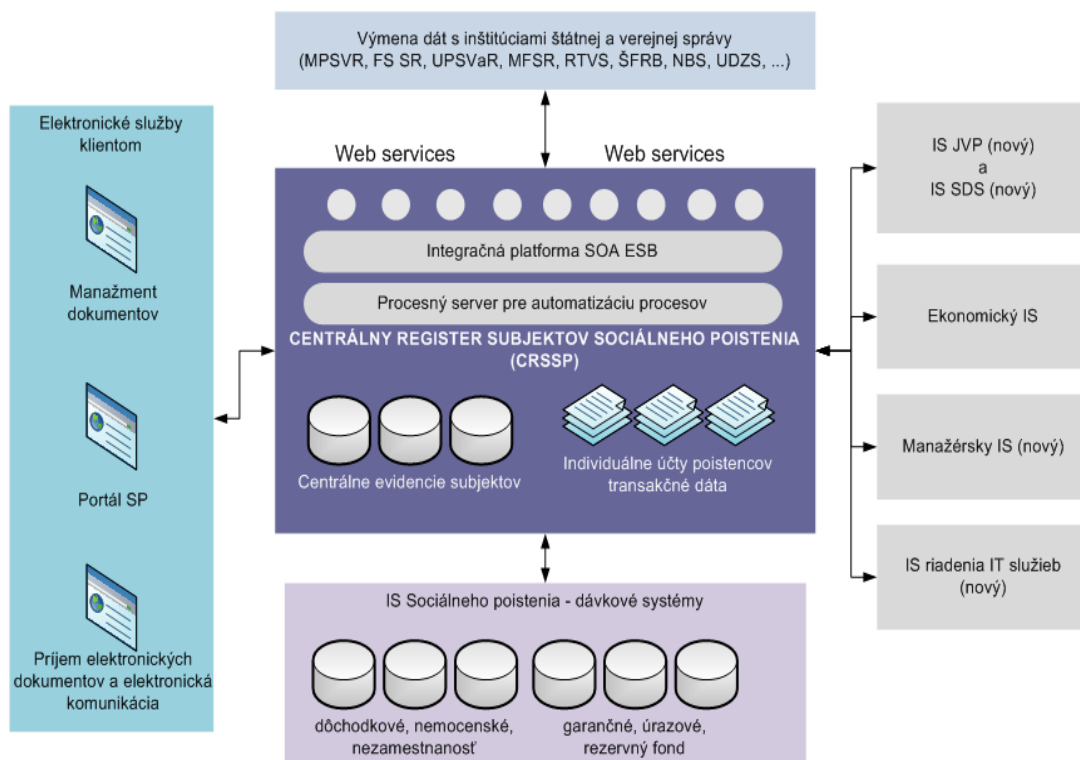 Výmena dát s inštitúciami štátnej a verejnej správy
(MPSVR, FS SR, UPSVaR, MFSR, RTVS, ŠFRB, NBS, UDZS, ...)
Elektronické služby
klientom
Manažment
dokumentov
Portál SP
Príjem elektronických
dokumentov a elektronická
komunikácia
Web services
Web services
Integračná platforma SOA ESB
Procesný server pre automatizáciu procesov
CENTRÁLNY REGISTER SUBJEKTOV SOCIÁLNEHO POISTENIA
(CRSSP)
Centrálne evidencie subjektov
Individuálne účty poistencov
transakčné dáta
IS JVP (nový)
a
IS SDS (nový)
Ekonomický IS
Manažérsky IS (nový)
IS riadenia IT služieb
(nový)
IS Sociálneho poistenia - dávkové systémy
dôchodkové, nemocenské,
nezamestnanosť
garančné, úrazové,
rezervný fond